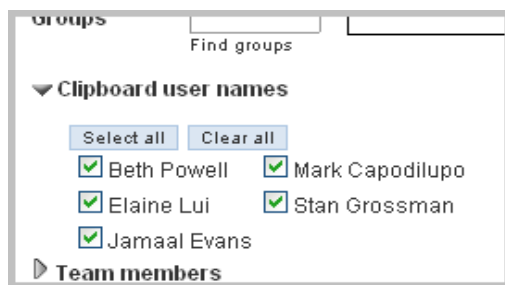 Groups
Find groups
Clipboard user names
Select all Clear all
Beth Powell Mark Capodilupo
Elaine Lui Stan Grossman
Jamaal Evans
Team members